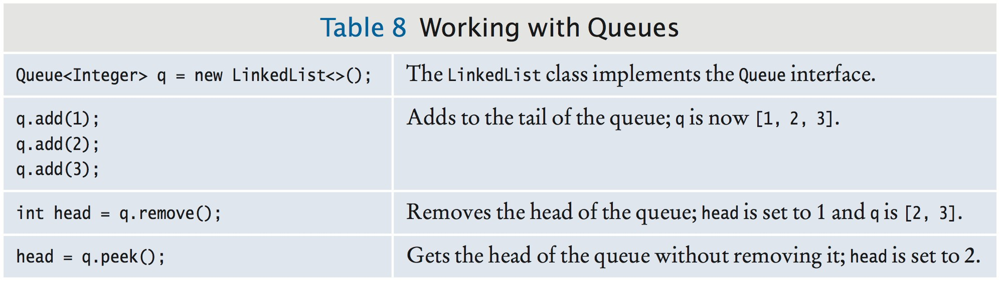 Table 8 Working with Queues
Queue<Integer> q = new LinkedList<>();
The LinkedList class implements the Queue interface.
q.add(1);
q.add(2);
q.add(3);
Adds to the tail of the queue; q is now [1, 2, 3].
int head = q.remove();
Removes the head of the queue; head is set to 1 and q is [2, 3].
head = q.peek();
Gets the head of the queue without removing it; head is set to 2.